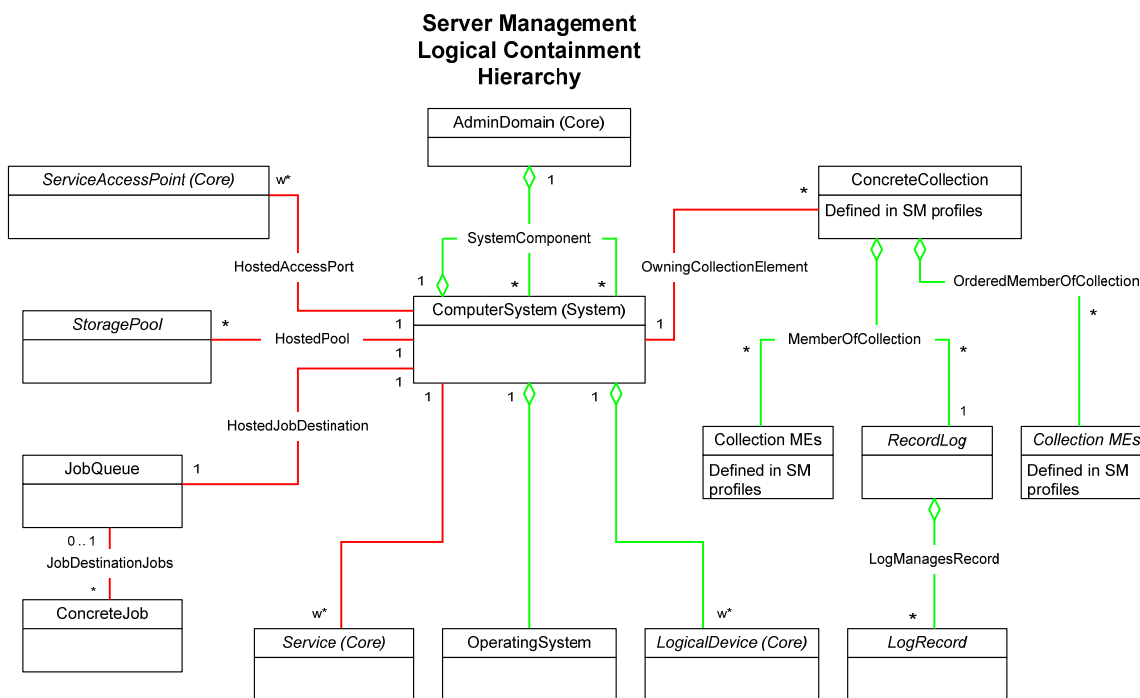 Server Management
Logical Containment
Hierarchy
AdminDomain (Core)
1
ServiceAccessPoint (Core)
w*
ConcreteCollection
Defined in SM profiles
*
SystemComponent
HostedAccessPort
OwningCollectionElement
OrderedMemberOfCollection
1
*
*
ComputerSystem (System)
StoragePool
*
HostedPool
1
1
1
1
*
MemberOfCollection
*
*
1
1
1
HostedJobDestination
1
Collection MEs
Defined in SM
profiles
RecordLog
Collection MEs
Defined in SM
profiles
JobQueue
1
0..1
JobDestinationJobs
*
LogManagesRecord
ConcreteJob
w*
w*
*
Service (Core)
OperatingSystem
LogicalDevice (Core)
LogRecord